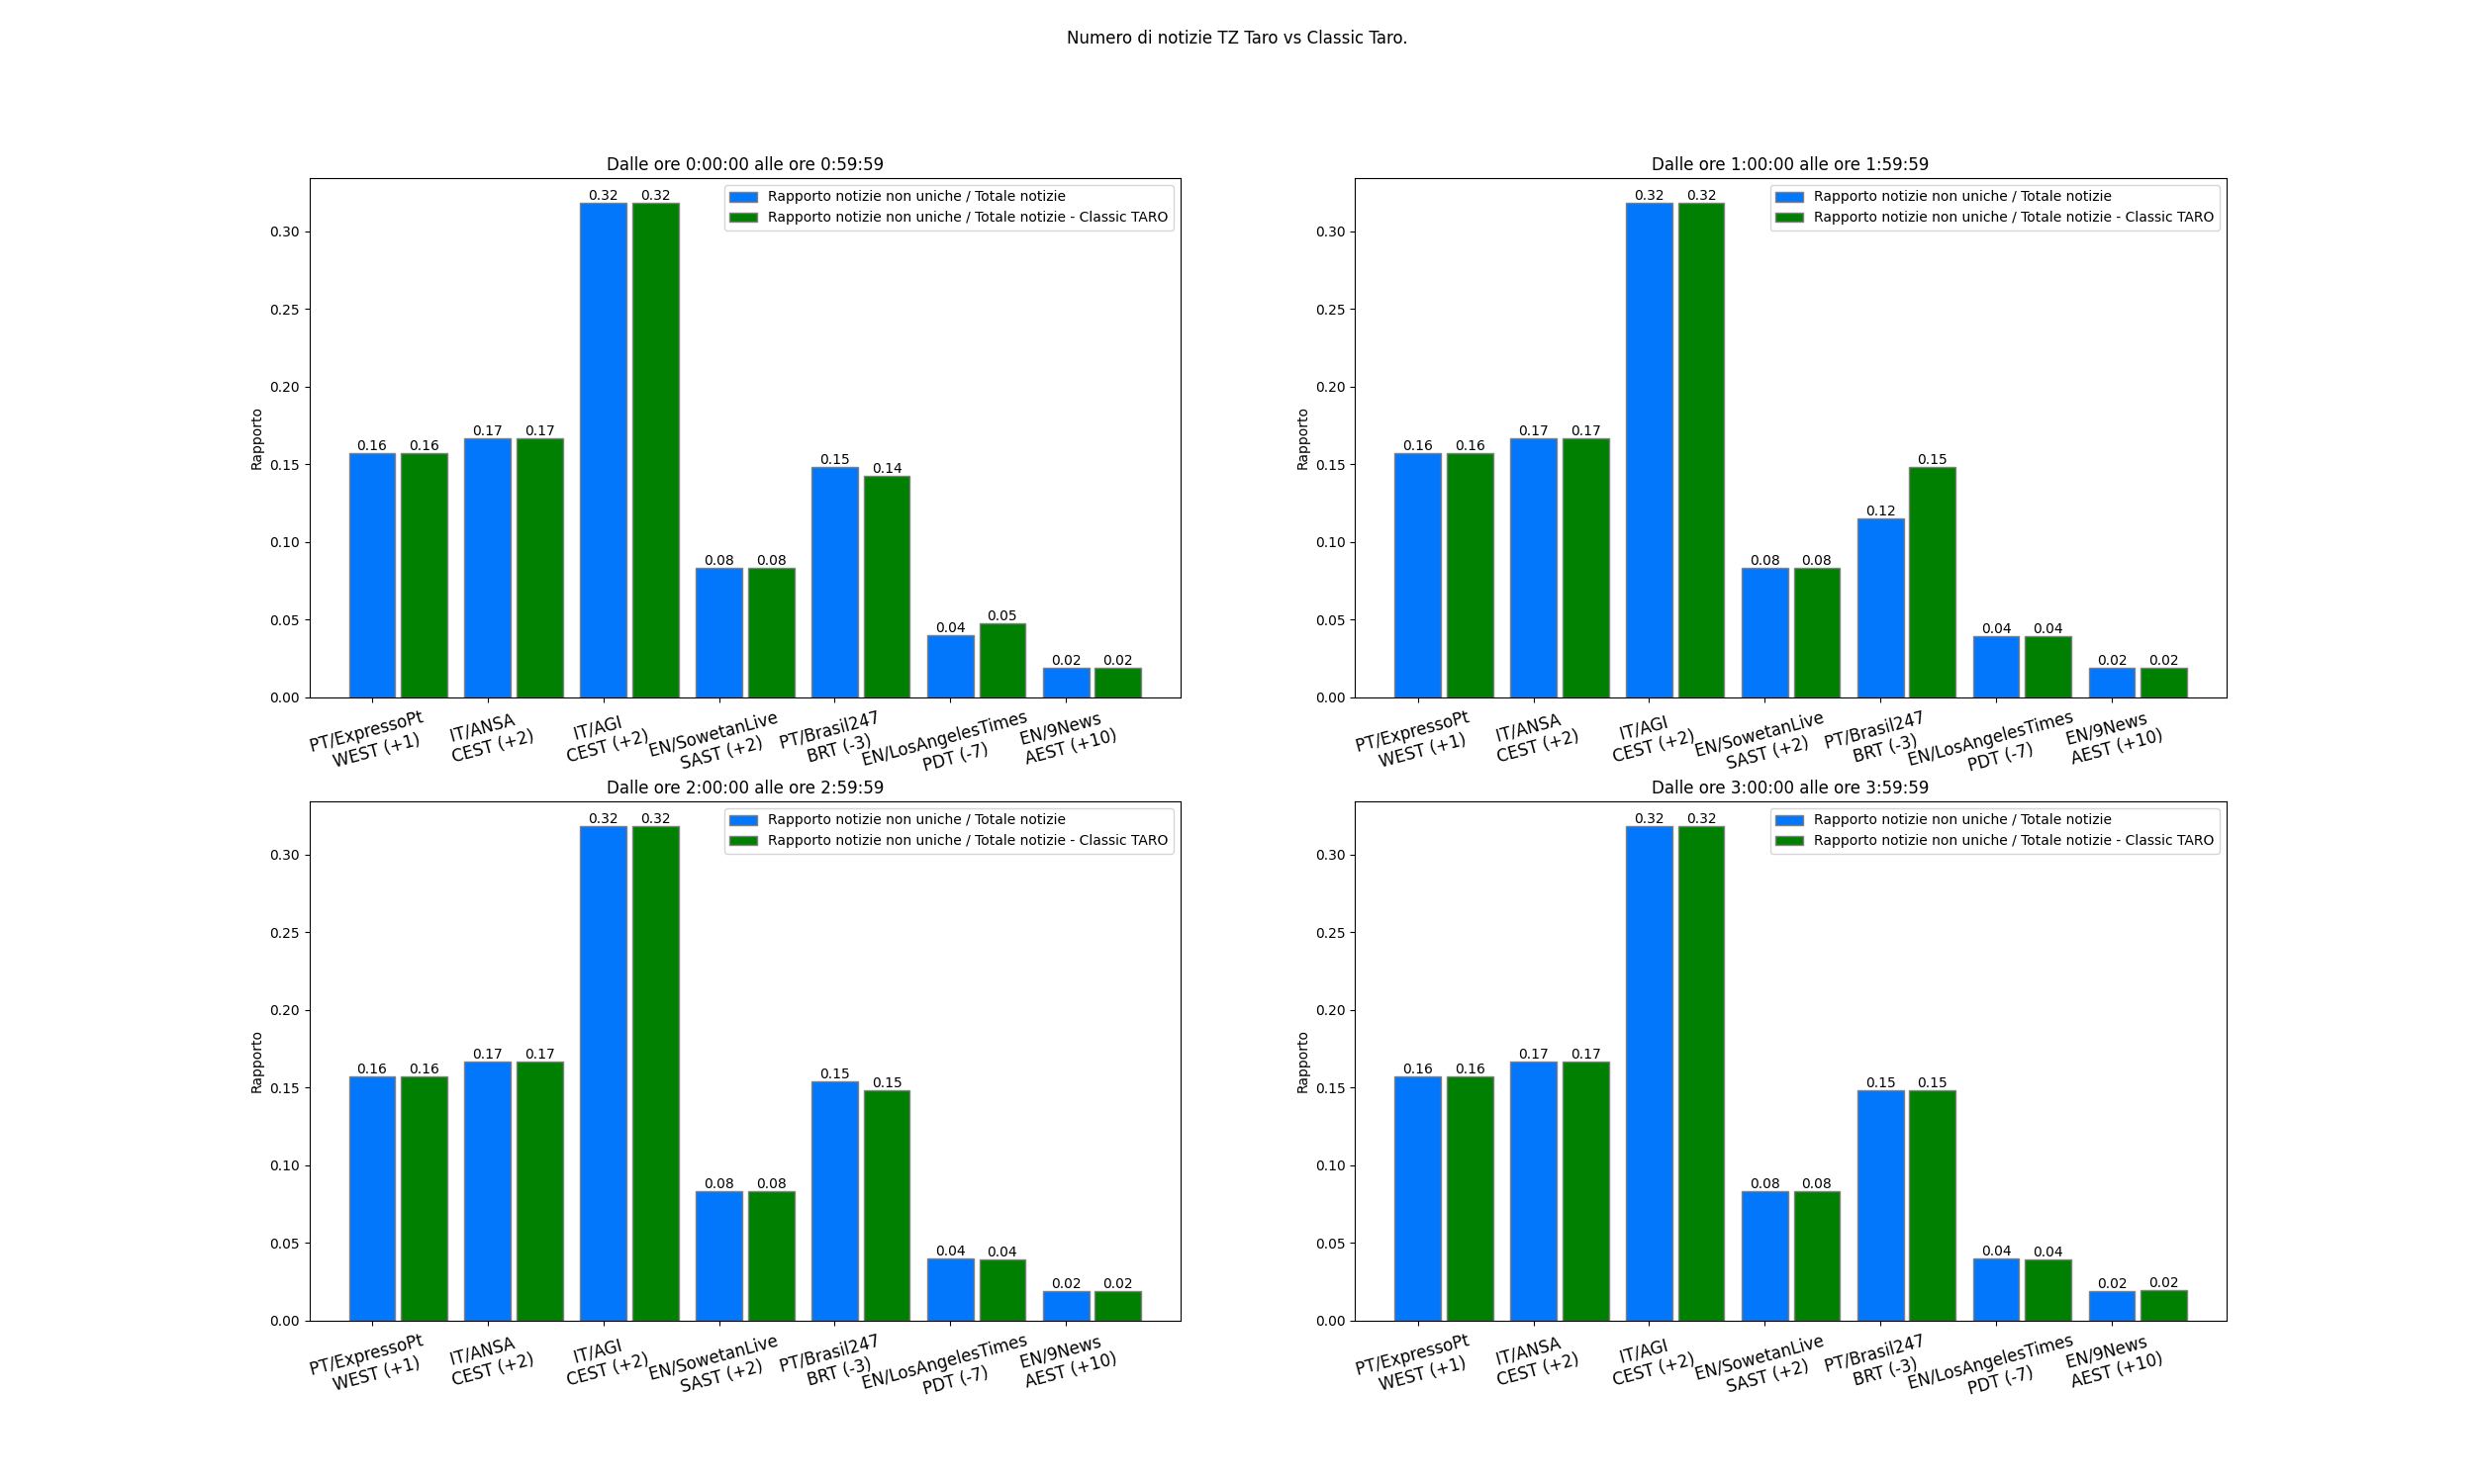 Numero di notizie TZ Taro vs Classic Taro.
Dalle ore 0:00:00 alle ore 0:59:59
Rapporto notizie non uniche / Totale notizie
Rapporto notizie non uniche / Totale notizie - Classic TARO
Rapporto
0.30
0.25
0.20
0.15
0.10
0.05
0.00
0.16
0.16
0.17
0.17
0.32
0.32
0.08
0.08
0.15
0.14
0.04
0.05
0.02
0.02
PT/ExpressoPt
WEST (+1)
IT/ANSA
CEST (+2)
IT/AGI
CEST (+2)
EN/SowetanLive
SAST (+2)
PT/Brasil247
BRT (-3)
EN/LosAngelesTimes
PDT (-7)
EN/9News
AEST (+10)
Dalle ore 1:00:00 alle ore 1:59:59
Rapporto notizie non uniche / Totale notizie
Rapporto notizie non uniche / Totale notizie - Classic TARO
Rapporto
0.30
0.25
0.20
0.15
0.10
0.05
0.00
0.16
0.16
0.17
0.17
0.32
0.32
0.08
0.08
0.12
0.15
0.04
0.04
0.02
0.02
PT/ExpressoPt
WEST (+1)
IT/ANSA
CEST (+2)
IT/AGI
CEST (+2)
EN/SowetanLive
SAST (+2)
PT/Brasil247
BRT (-3)
EN/LosAngelesTimes
PDT (-7)
EN/9News
AEST (+10)
Dalle ore 2:00:00 alle ore 2:59:59
Rapporto notizie non uniche / Totale notizie
Rapporto notizie non uniche / Totale notizie - Classic TARO
Rapporto
0.30
0.25
0.20
0.15
0.10
0.05
0.00
0.16
0.16
0.17
0.17
0.32
0.32
0.08
0.08
0.15
0.15
0.04
0.04
0.02
0.02
PT/ExpressoPt
WEST (+1)
IT/ANSA
CEST (+2)
IT/AGI
CEST (+2)
EN/SowetanLive
SAST (+2)
PT/Brasil247
BRT (-3)
EN/LosAngelesTimes
PDT (-7)
EN/9News
AEST (+10)
Dalle ore 3:00:00 alle ore 3:59:59
Rapporto notizie non uniche / Totale notizie
Rapporto notizie non uniche / Totale notizie - Classic TARO
Rapporto
0.30
0.25
0.20
0.15
0.10
0.05
0.00
0.16
0.16
0.17
0.17
0.32
0.32
0.08
0.08
0.15
0.15
0.04
0.04
0.02
0.02
PT/ExpressoPt
WEST (+1)
IT/ANSA
CEST (+2)
IT/AGI
CEST (+2)
EN/SowetanLive
SAST (+2)
PT/Brasil247
BRT (-3)
EN/LosAngelesTimes
PDT (-7)
EN/9News
AEST (+10)